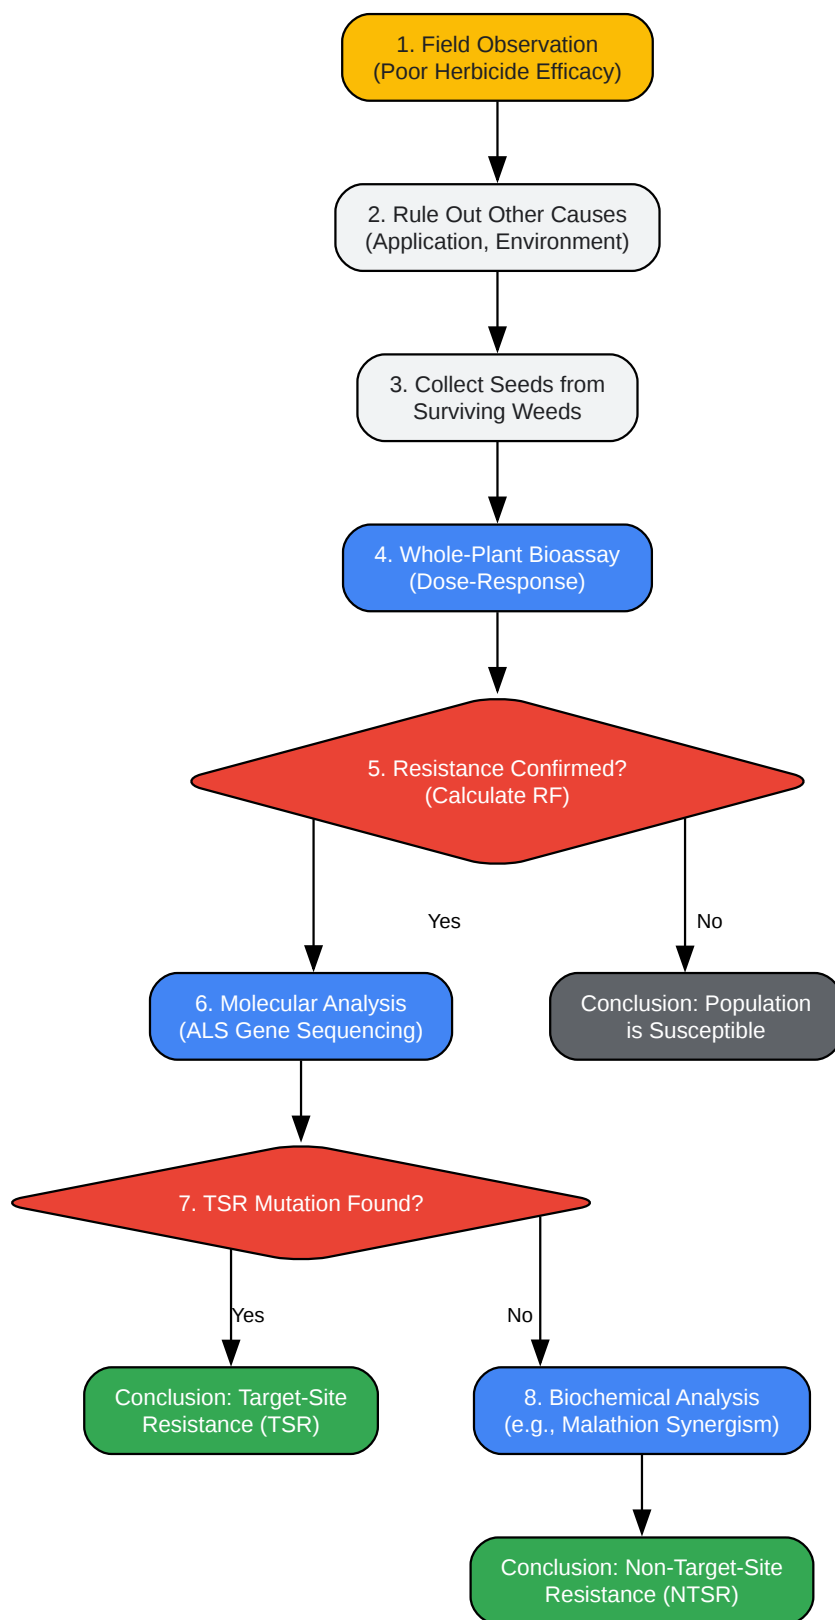 1. Field Observation
(Poor Herbicide Efficacy)
2. Rule Out Other Causes
(Application, Environment)
3. Collect Seeds from
Surviving Weeds
4. Whole-Plant Bioassay
(Dose-Response)
5. Resistance Confirmed?
(Calculate RF)
Yes
No
6. Molecular Analysis
(ALS Gene Sequencing)
Conclusion: Population
is Susceptible
7. TSR Mutation Found?
Yes
No
Conclusion: Target-Site
Resistance (TSR)
8. Biochemical Analysis
(e.g., Malathion Synergism)
Conclusion: Non-Target-Site
Resistance (NTSR)